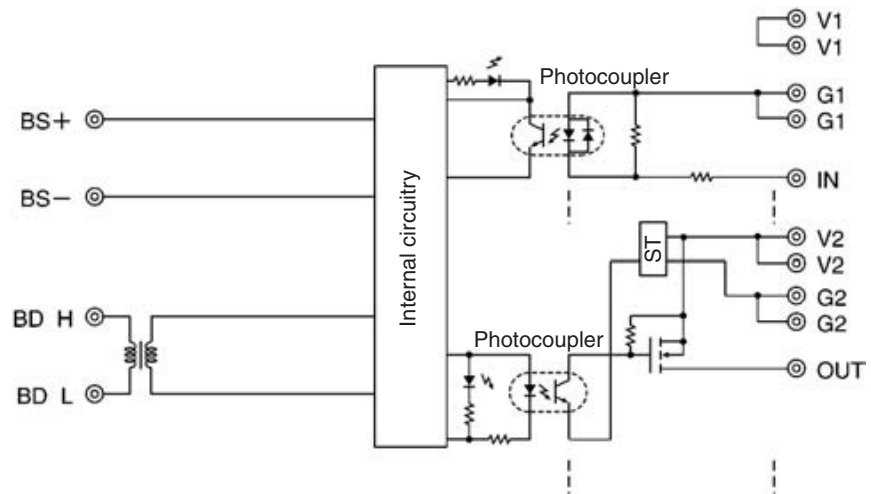 V1
V1
Photocoupler
G1
G1
BS+
IN
BS−
Internal circuitry
ST
V2
V2
G2
G2
BD H
Photocoupler
OUT
BD L